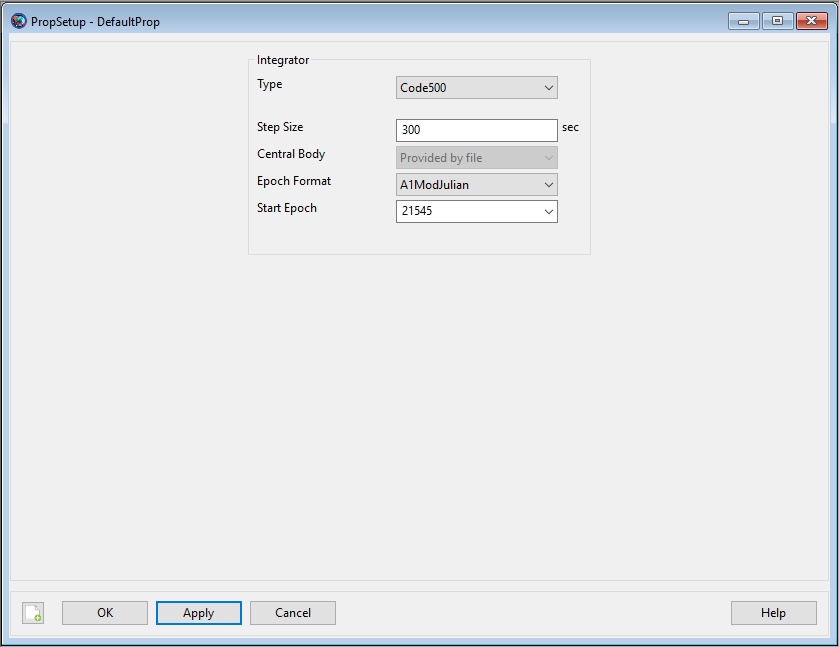 PropSetup - DefaultProp
Integrator
Type Code500
Step Size 300 sec
Central Body Provided by file
Epoch Format A1ModJulian
Start Epoch 21545
OK Apply Cancel Help